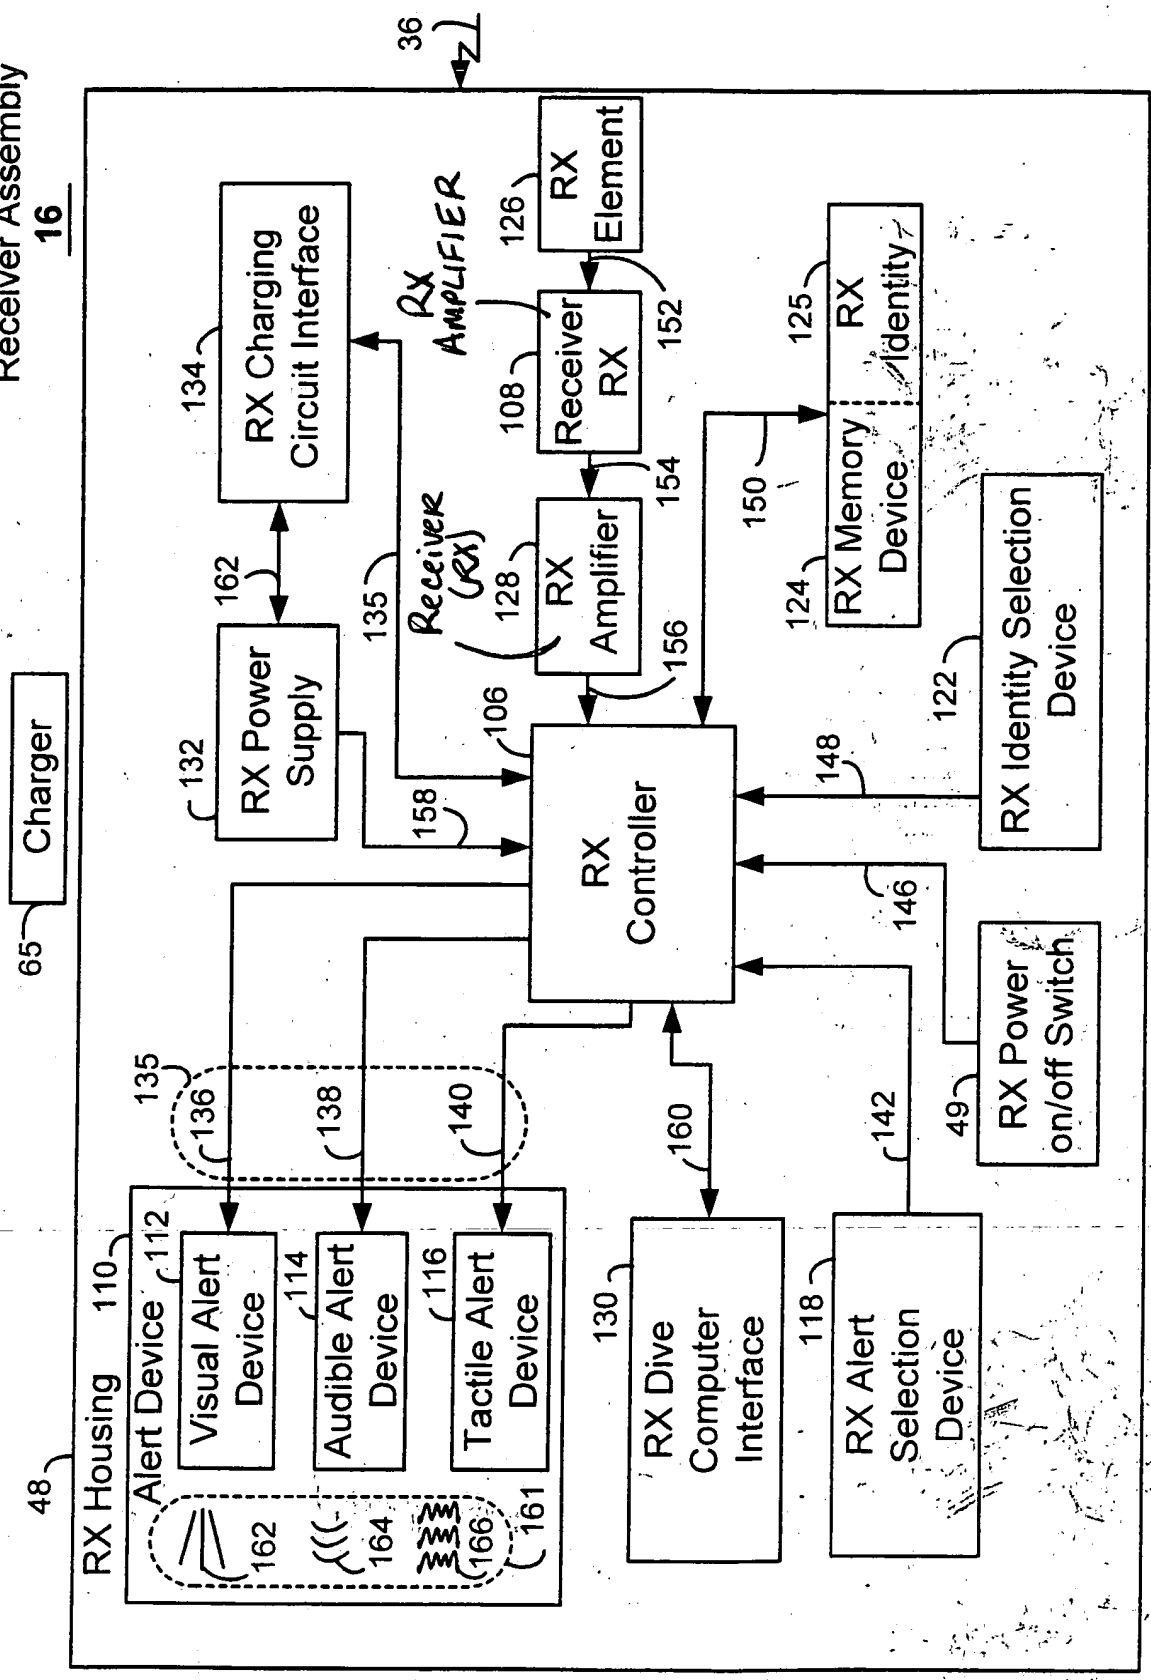 Receiver Assembly
16
36
Charger
65
48
RX Housing
110
Alert Device
112
Visual Alert
Device
114
Audible Alert
Device
116
Tactile Alert
Device
162
164
166
161
135
136
138
140
132
RX Power
Supply
162
134
RX Charging
Circuit Interface
158
135
106
RX
Controller
Receiver
(RX)
128
RX
Amplifier
156
RX
AMPLIFIER
108
Receiver
RX
154
126
RX
Element
152
150
124
RX Memory
Device
125
RX
Identity
130
RX Dive
Computer
Interface
160
118
RX Alert
Selection
Device
142
49
RX Power
on/off Switch
146
148
122
RX Identity Selection
Device